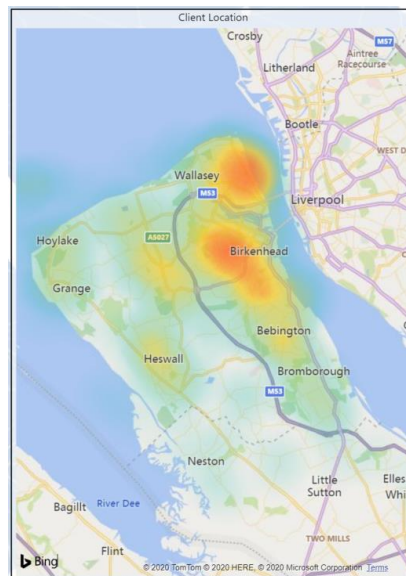 Client Location
Crosby
M57
Aintree
Racecourse
Litherland
Bootle
WEST D
Wallasey
M53
Liverpool
A5027
Hoylake
Birkenhead
Grange
Bebington
Heswall
Bromborough
M53
Neston
Little
Sutton
Elles
Whi
Bagillt
River Dee
TWO MILLS
Flint
Bing
© 2020 TomTom © 2020 HERE, © 2020 Microsoft Corporation Terms